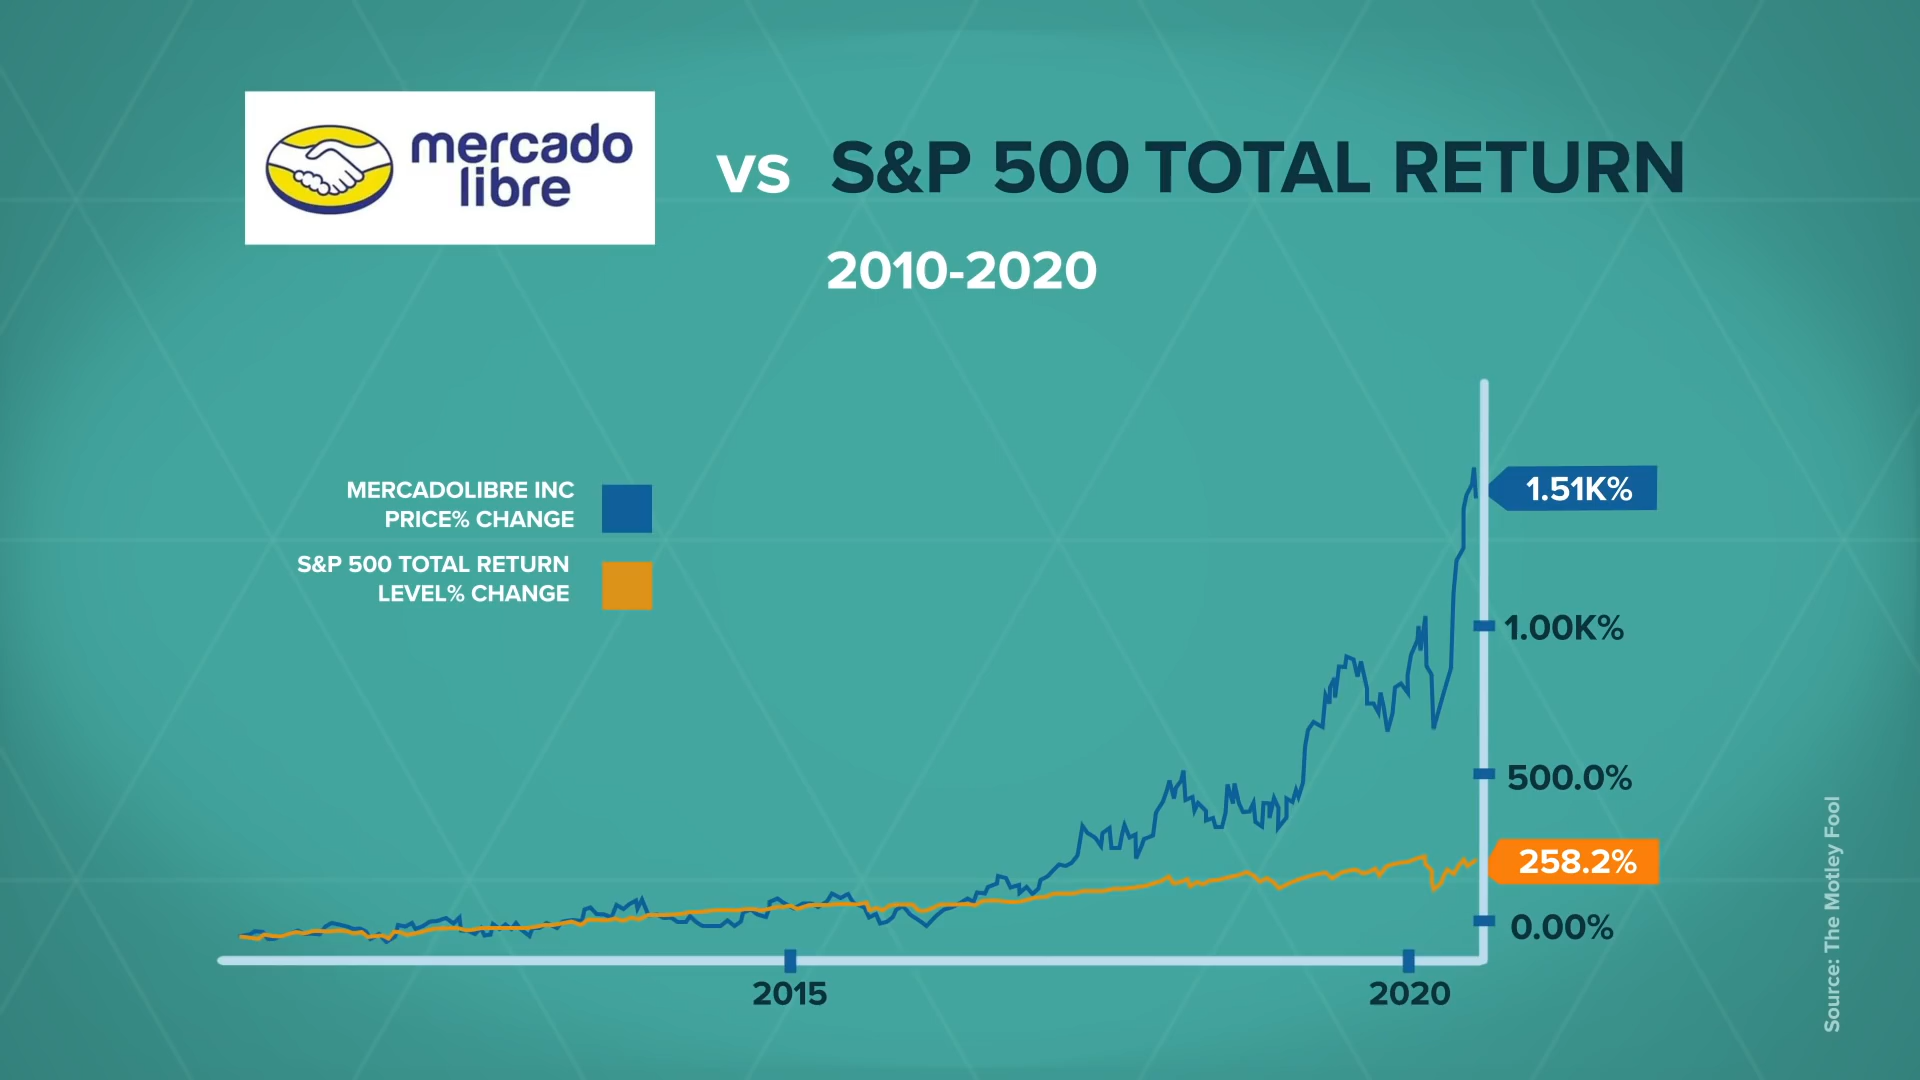 mercado
libre
vs S&P 500 TOTAL RETURN
2010-2020
MERCADOLIBRE INC
PRICE% CHANGE
S&P 500 TOTAL RETURN
LEVEL% CHANGE
1.51K%
1.00K%
500.0%
258.2%
0.00%
2015
2020
Source: The Motley Fool